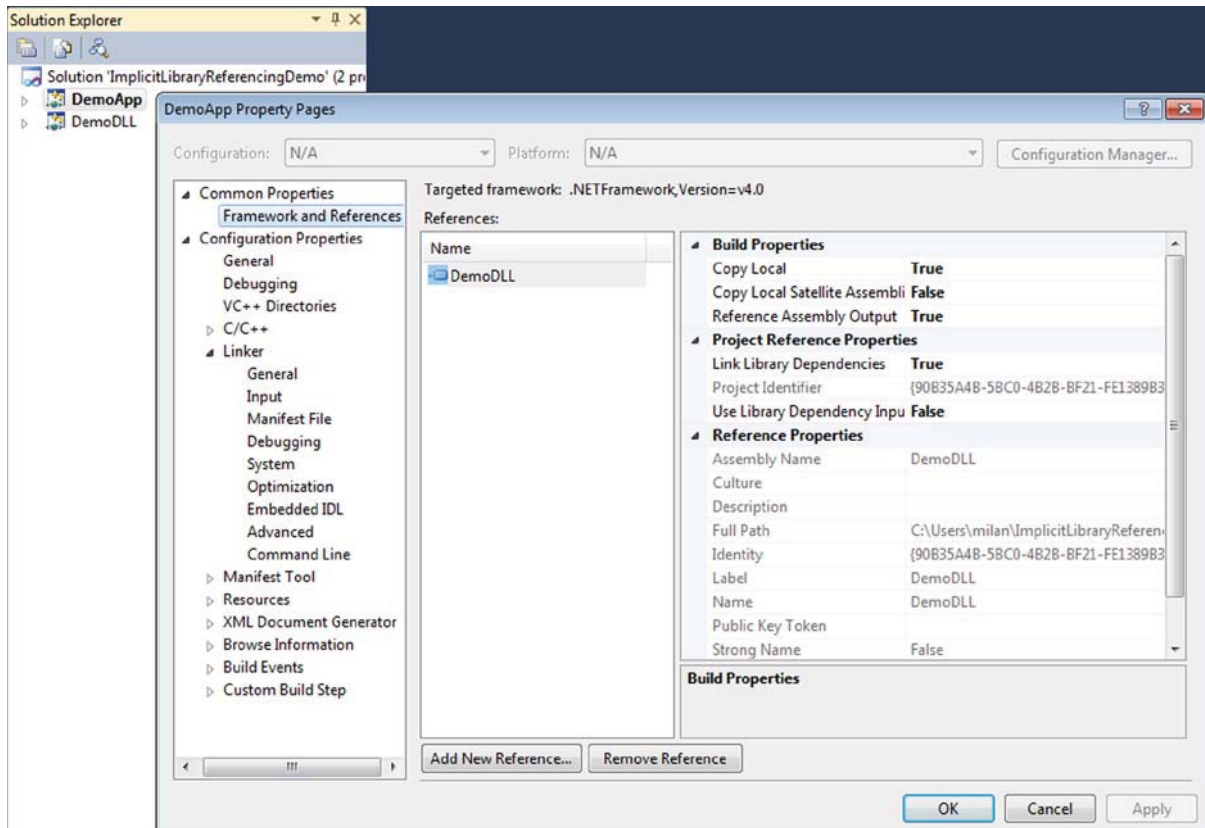 Solution Explorer
Solution 'ImplicitLibraryReferencingDemo' (2 pr
DemoApp
DemoDLL
DemoApp Property Pages
Configuration: N/A Platform: N/A Configuration Manager...
Common Properties
Framework and References
Configuration Properties
General
Debugging
VC++ Directories
C/C++
Linker
General
Input
Manifest File
Debugging
System
Optimization
Embedded IDL
Advanced
Command Line
Manifest Tool
Resources
XML Document Generator
Browse Information
Build Events
Custom Build Step
Targeted framework: .NETFramework,Version=v4.0
References:
Name
DemoDLL
Build Properties
Copy Local True
Copy Local Satellite Assembli False
Reference Assembly Output True
Project Reference Properties
Link Library Dependencies True
Project Identifier {90B35A4B-5BC0-4B2B-BF21-FE1389B3
Use Library Dependency Inpu False
Reference Properties
Assembly Name DemoDLL
Culture
Description
Full Path C:\Users\milan\ImplicitLibraryReferen
Identity {90B35A4B-5BC0-4B2B-BF21-FE1389B3
Label DemoDLL
Name DemoDLL
Public Key Token
Strong Name False
Build Properties
Add New Reference... Remove Reference
OK Cancel Apply